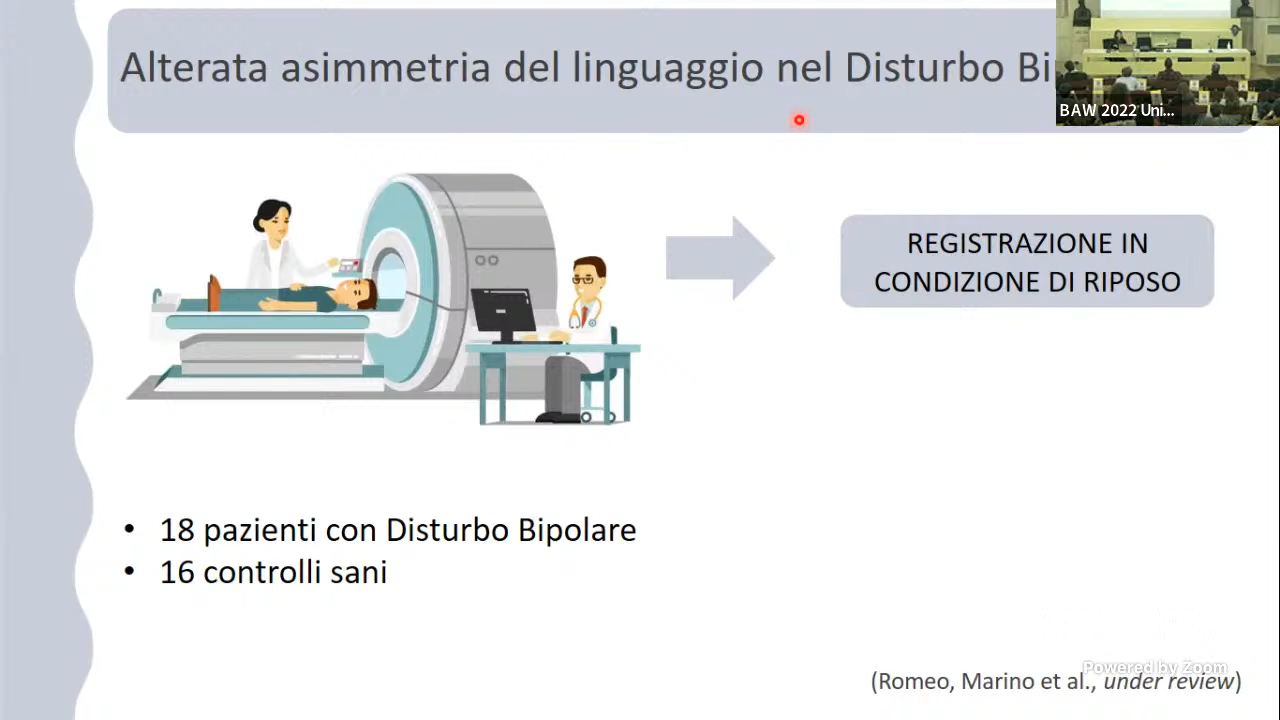 Alterata asimmetria del linguaggio nel Disturbo
BAW 2022 Uni...
REGISTRAZIONE IN
CONDIZIONE DI RIPOSO
• 18 pazienti con Disturbo Bipolare
• 16 controlli sani
Powered by Zoom
(Romeo, Marino et al., under review)